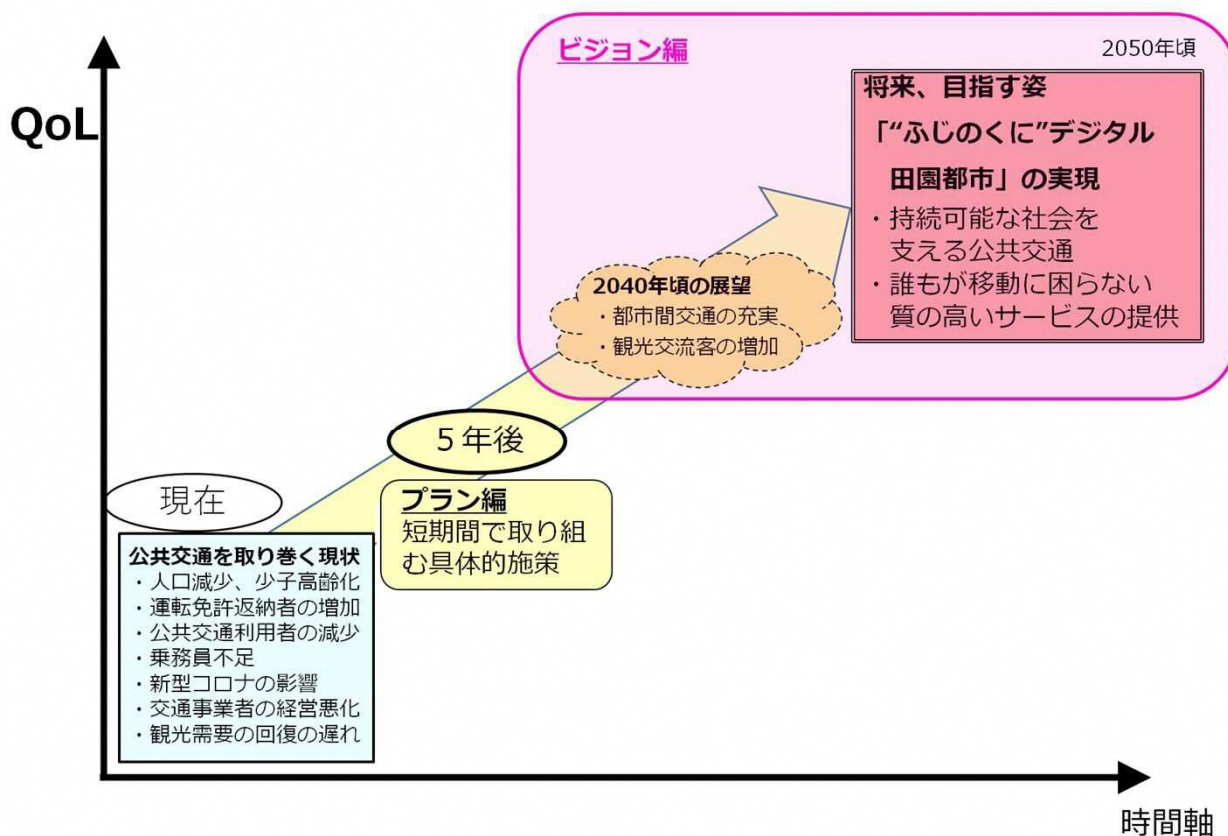 QoL
ビジョン編
2050年頃
将来、目指す姿
「“ふじのくに”デジタル
田園都市」の実現
・持続可能な社会を
支える公共交通
・誰もが移動に困らない
質の高いサービスの提供
2040年頃の展望
・都市間交通の充実
・観光交流客の増加
５年後
プラン編
短期間で取り組
む具体的施策
現在
公共交通を取り巻く現状
・人口減少、少子高齢化
・運転免許返納者の増加
・公共交通利用者の減少
・乗務員不足
・新型コロナの影響
・交通事業者の経営悪化
・観光需要の回復の遅れ
時間軸